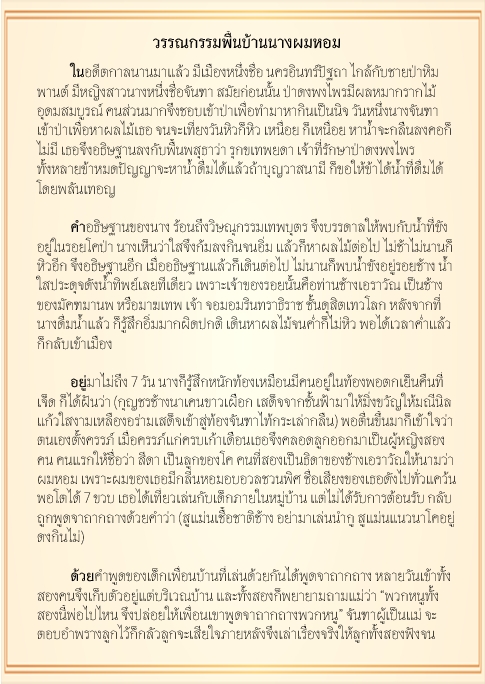 วรรณกรรมพื้นบ้านนางผมหอม
ในอดีตกาลนานมาแล้ว มีเมืองหนึ่งชื่อ นครอินทร์ปัฐถา ใกล้กับชายป่าหิม
พานต์ มีหญิงสาวนางหนึ่งชื่อจันทา สมัยก่อนนั้น ป่าดงพงไพรมีผลหมากรากไม้
อุดมสมบูรณ์ คนส่วนมากจึงชอบเข้าป่าเพื่อทำมาหากินเป็นนิจ วันหนึ่งนางจันทา
เข้าป่าเพื่อหาผลไม้เธอ จนจะเที่ยงวันหิวก็หิว เหนื่อย ก็เหนื่อย หาน้ำจะกลืนลงคอก็
ไม่มี เธอจึงอธิษฐานลงกับพื้นพสุธาว่า รุกขเทพยดา เจ้าที่รักษาป่าดงพงไพร
ทั้งหลายข้าหมดปัญญาจะหาน้ำดื่มได้แล้วถ้าบุญวาสนามี ก็ขอให้ข้าได้น้ำที่ดื่มได้
โดยพลันเทอญ
คำอธิษฐานของนาง ร้อนถึงวิษณุกรรมเทพบุตร จึงบรรดาลให้พบกับน้ำที่ขัง
อยู่ในรอยโคป่า นางเห็นว่าใสจึงก้มลงกินจนอิ่ม แล้วก็หาผลไม้ต่อไป ไม่ช้าไม่นานก็
หิวอีก จึงอธิษฐานอีก เมื่ออธิษฐานแล้วก็เดินต่อไป ไม่นานก็พบน้ำขังอยู่รอยช้าง น้ำ
ใสประดุจดังน้ำทิพย์เลยทีเดียว เพราะเจ้าของรอยนั้นคือท่านช้างเอราวัณ เป็นช้าง
ของมัคฆมานพ หรือมาฆเทพ เจ้า จอมอมรินทราธิราช ชั้นดุสิตเทวโลก หลังจากที่
นางดื่มน้ำแล้ว ก็รู้สึกอิ่มมากผิดปกติ เดินหาผลไม้จนค่ำก็ไม่หิว พอได้เวลาค่ำแล้ว
ก็กลับเข้าเมือง
อยู่มาไม่ถึง 7 วัน นางก็รู้สึกหนักท้องเหมือนมีคนอยู่ในท้องพอตกเย็นคืนที่
เจ็ด ก็ได้ฝันว่า (กุญชรช้างนาเคนขาวเผือก เสด็จจากชั้นฟ้ามาให้มิ่งขวัญให้มณีนิล
แก้วใสงามเหลืองอร่ามเสด็จเข้าสู่ท้องจันทาไท้กระเล่ากลืน) พอตื่นขึ้นมาก็เข้าใจว่า
ตนเองตั้งครรภ์ เมื่อครรภ์แก่ครบเก้าเดือนเธอจึงคลอดลูกออกมาเป็นผู้หญิงสอง
คน คนแรกให้ชื่อว่า สีดา เป็นลูกของโค คนที่สองเป็นธิดาของช้างเอราวัณให้นามว่า
ผมหอม เพราะผมของเธอมีกลิ่นหอมอบอวลชวนพิศ ชื่อเสียงของเธอดังไปทั่วแคว้น
พอโตได้ 7 ขวบ เธอได้เที่ยวเล่นกับเด็กภายในหมู่บ้าน แต่ไม่ได้รับการต้อนรับ กลับ
ถูกพูดจาถากถางด้วยคำว่า (สูแม่นเชื้อชาติช้าง อย่ามาเล่นนำกู สูแม่นแนวนาโคอยู่
ดงกินไม้)
ด้วยคำพูดของเด็กเพื่อนบ้านที่เล่นด้วยกันได้พูดจาถากถาง หลายวันเข้าทั้ง
สองคนจึงเก็บตัวอยู่แต่บริเวณบ้าน และทั้งสองก็พยายามถามแม่ว่า "พวกหนูทั้ง
สองนี้พ่อไปไหน จึงปล่อยให้เพื่อนเขาพูดจาถากถางพวกหนู" จันทาผู้เป็นแม่ จะ
ตอบอำพรางลูกไว้ก็กลัวลูกจะเสียใจภายหลังจึงเล่าเรื่องจริงให้ลูกทั้งสองฟังจน